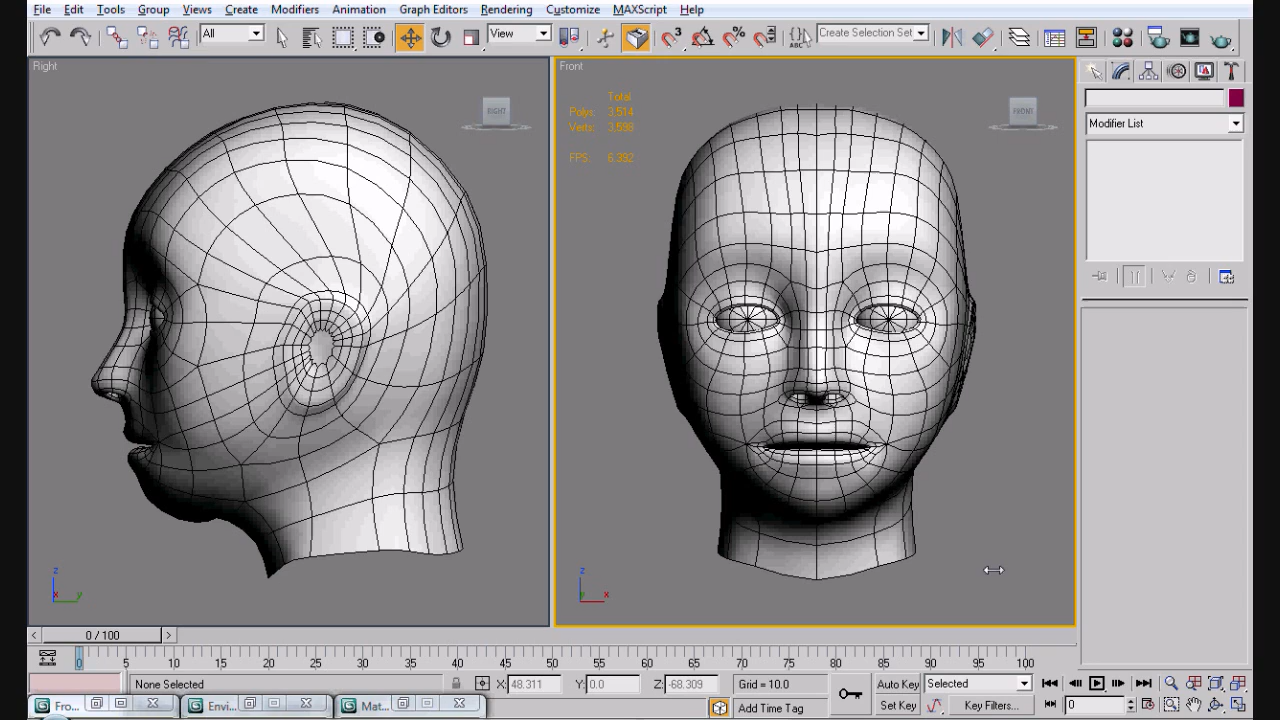 File Edit Tools Group Views Create Modifiers Animation Graph Editors Rendering Customize MAXScript Help
All View 3 % ABC Create Selection Set
Right Front
RIGHT FRONT
Modifier List
Total
Polys: 3,514
Verts: 3,598
FPS: 6.392
z x y
z y x
< 0 / 100 >
0 5 10 15 20 25 30 35 40 45 50 55 60 65 70 75 80 85 90 95 100
None Selected X: 48.311 Y: 0.0 Z: -68.309 Grid = 10.0 Auto Key Selected
Fro... Envi... Mat... Add Time Tag Set Key Key Filters... 0